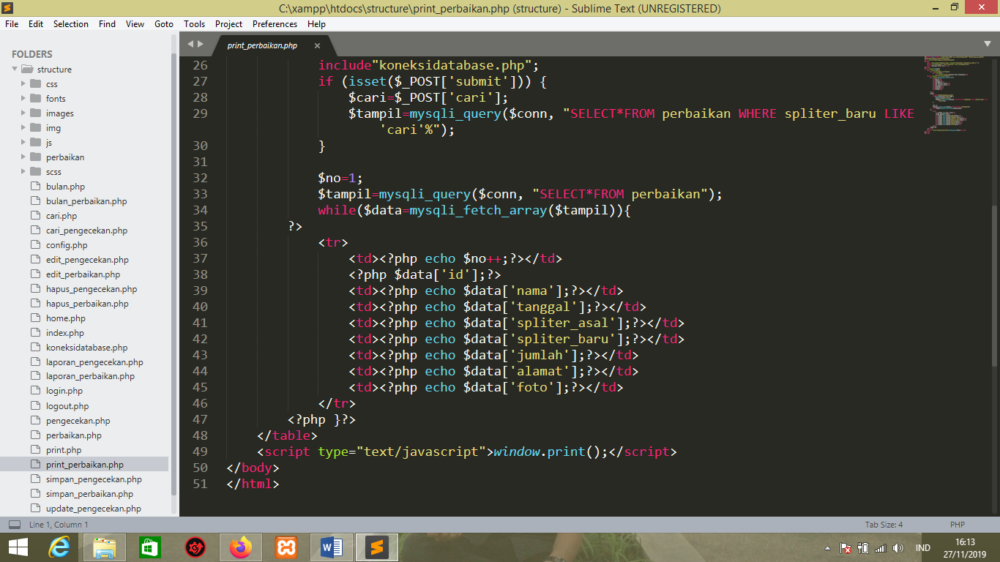 C:\xampp\htdocs\structure\print_perbaikan.php (structure) - Sublime Text (UNREGISTERED)
File Edit Selection Find View Goto Tools Project Preferences Help
FOLDERS
structure
css
fonts
images
img
js
perbaikan
scss
bulan.php
bulan_perbaikan.php
cari.php
cari_pengecekan.php
config.php
edit_pengecekan.php
edit_perbaikan.php
hapus_pengecekan.php
hapus_perbaikan.php
home.php
index.php
koneksidatabase.php
laporan_pengecekan.php
laporan_perbaikan.php
login.php
logout.php
pengecekan.php
perbaikan.php
print.php
print_perbaikan.php
simpan_pengecekan.php
simpan_perbaikan.php
update_pengecekan.php
print_perbaikan.php
26 include"koneksidatabase.php";
27 if (isset($_POST['submit'])) {
28 $cari=$_POST['cari'];
29 $tampil=mysqli_query($conn, "SELECT*FROM perbaikan WHERE spliter_baru LIKE
'cari'%");
30 }
31
32 $no=1;
33 $tampil=mysqli_query($conn, "SELECT*FROM perbaikan");
34 while($data=mysqli_fetch_array($tampil)){
35 ?>
36 <tr>
37 <td><?php echo $no++;?></td>
38 <?php $data['id'];?>
39 <td><?php echo $data['nama'];?></td>
40 <td><?php echo $data['tanggal'];?></td>
41 <td><?php echo $data['spliter_asal'];?></td>
42 <td><?php echo $data['spliter_baru'];?></td>
43 <td><?php echo $data['jumlah'];?></td>
44 <td><?php echo $data['alamat'];?></td>
45 <td><?php echo $data['foto'];?></td>
46 </tr>
47 <?php }?>
48 </table>
49 <script type="text/javascript">window.print();</script>
50 </body>
51 </html>
Line 1, Column 1
Tab Size: 4
PHP
IND
16:13
27/11/2019